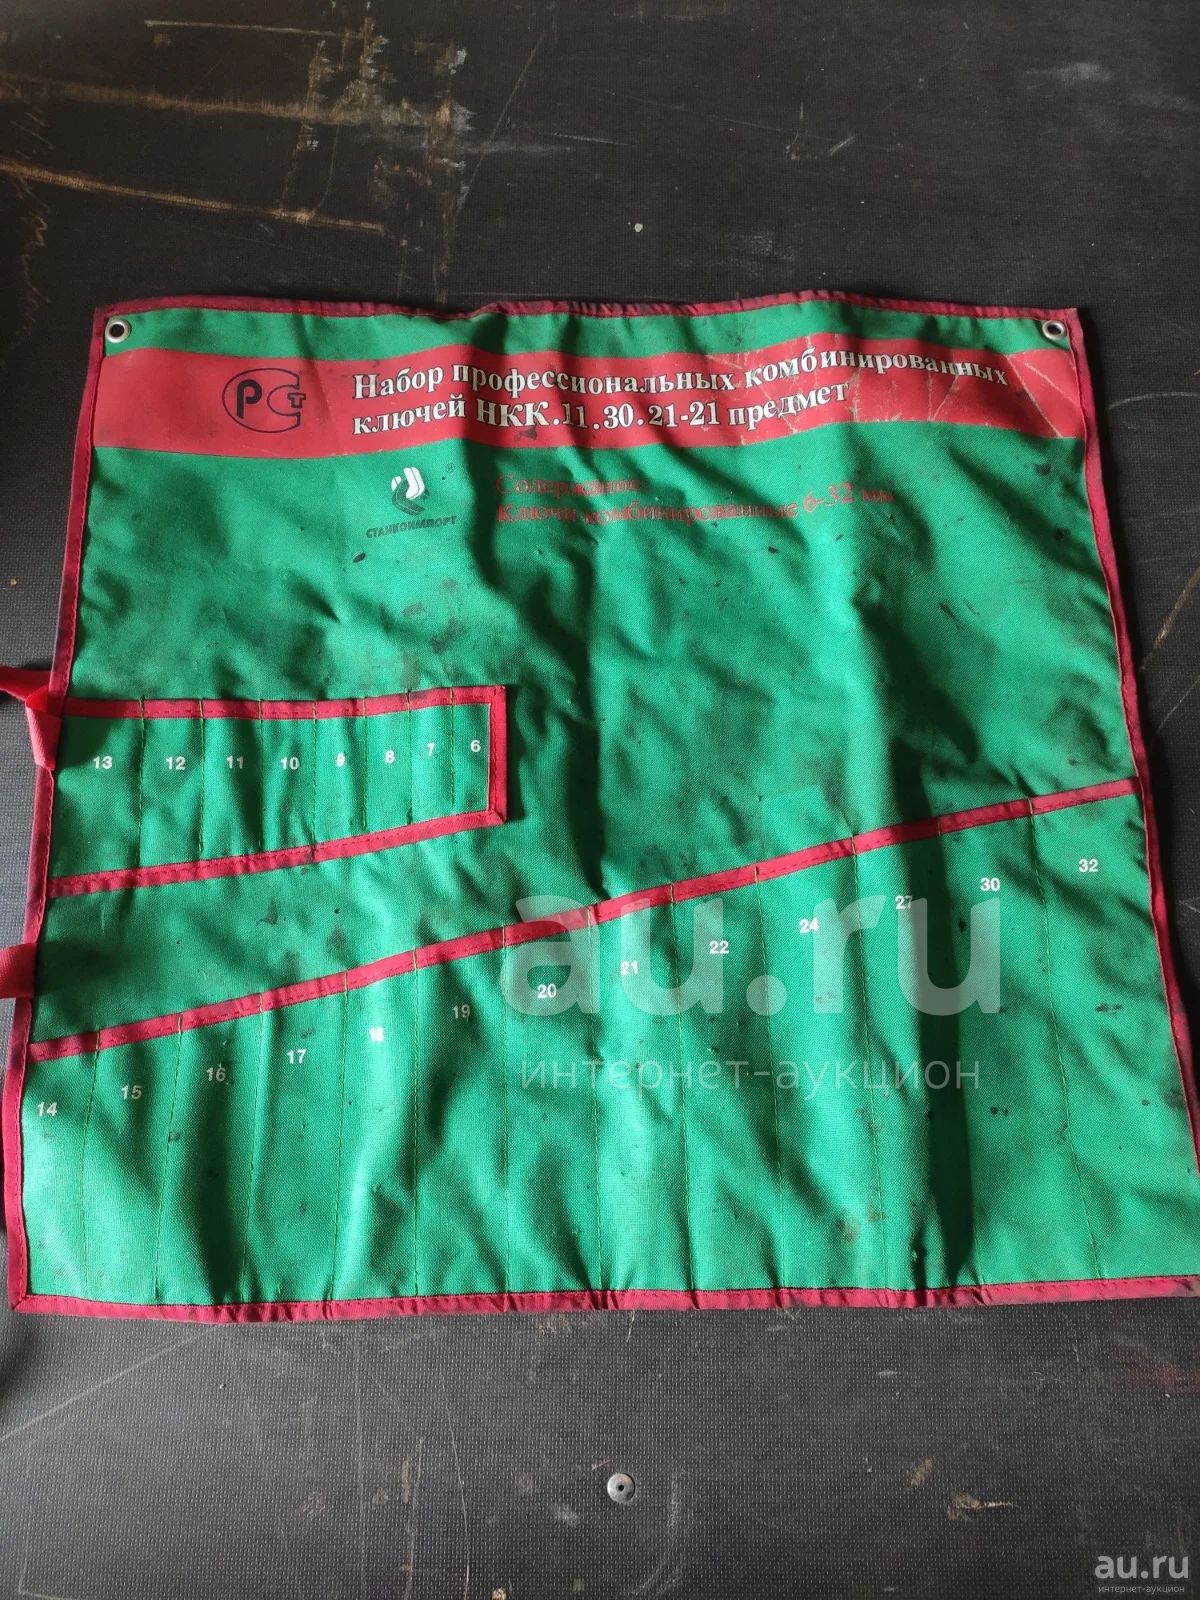 Набор профессиональных комбинированных
ключей НКК.11.30.21-21 предмет
РСТ
СТАНКОИМПОРТ
®
Содержание:
Ключи комбинированные 6-32 мм
13 12 11 10 9 8 7 6
14 15 16 17 18 19 20 21 22 24 27 30 32
au.ru
интернет-аукцион
au.ru
интернет-аукцион